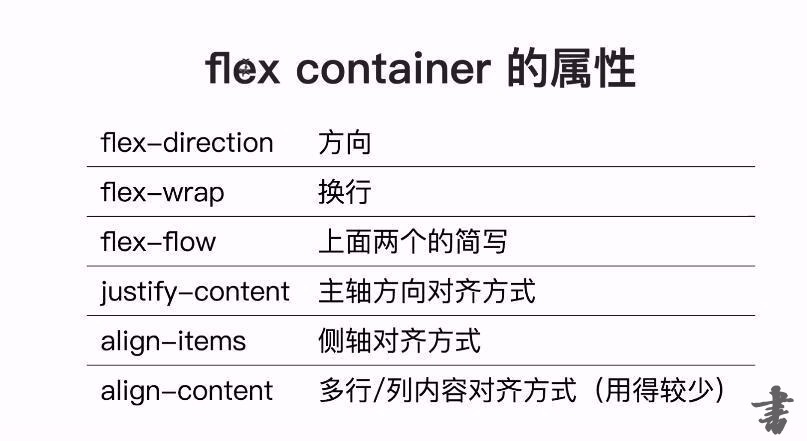 flex container 的属性
flex-direction 方向
flex-wrap 换行
flex-flow 上面两个的简写
justify-content 主轴方向对齐方式
align-items 侧轴对齐方式
align-content 多行/列内容对齐方式（用得较少）
書